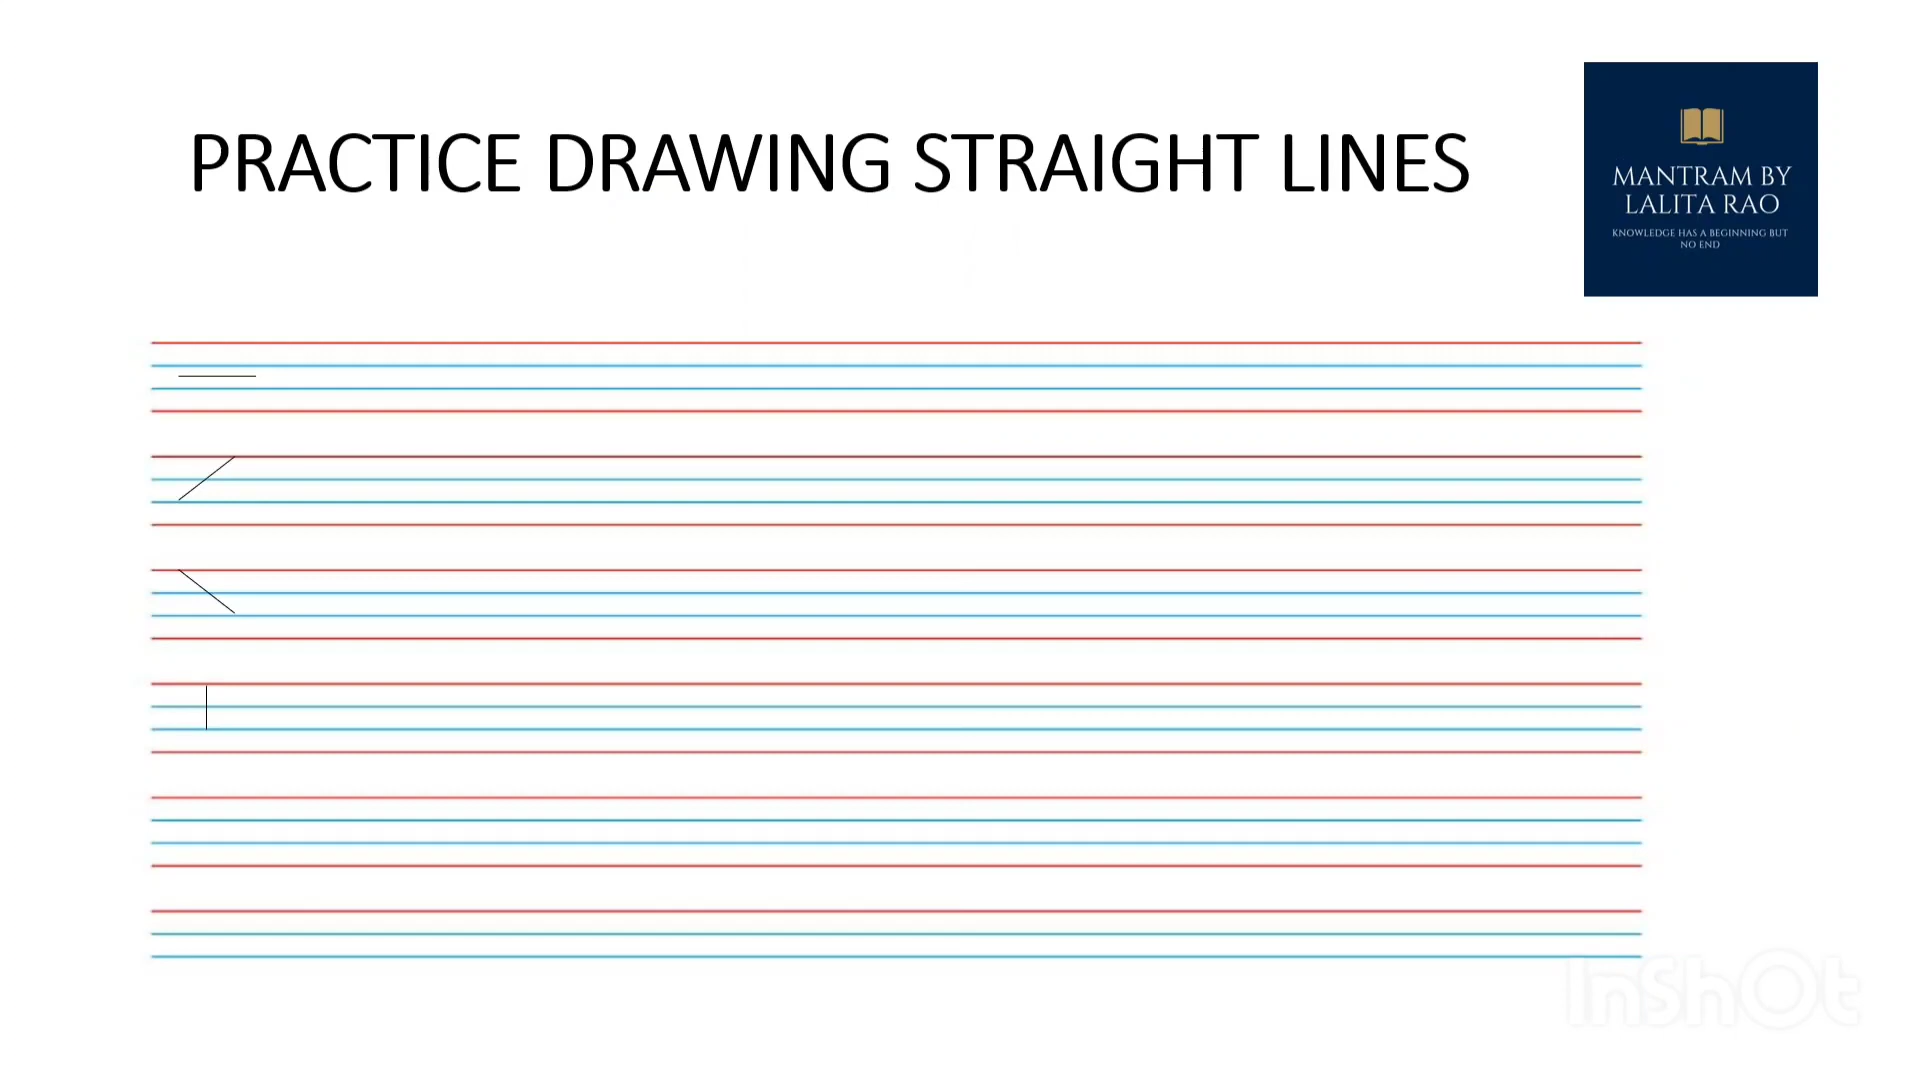 PRACTICE DRAWING STRAIGHT LINES
MANTRAM BY
LALITA RAO
KNOWLEDGE HAS A BEGINNING BUT
NO END
InShOt